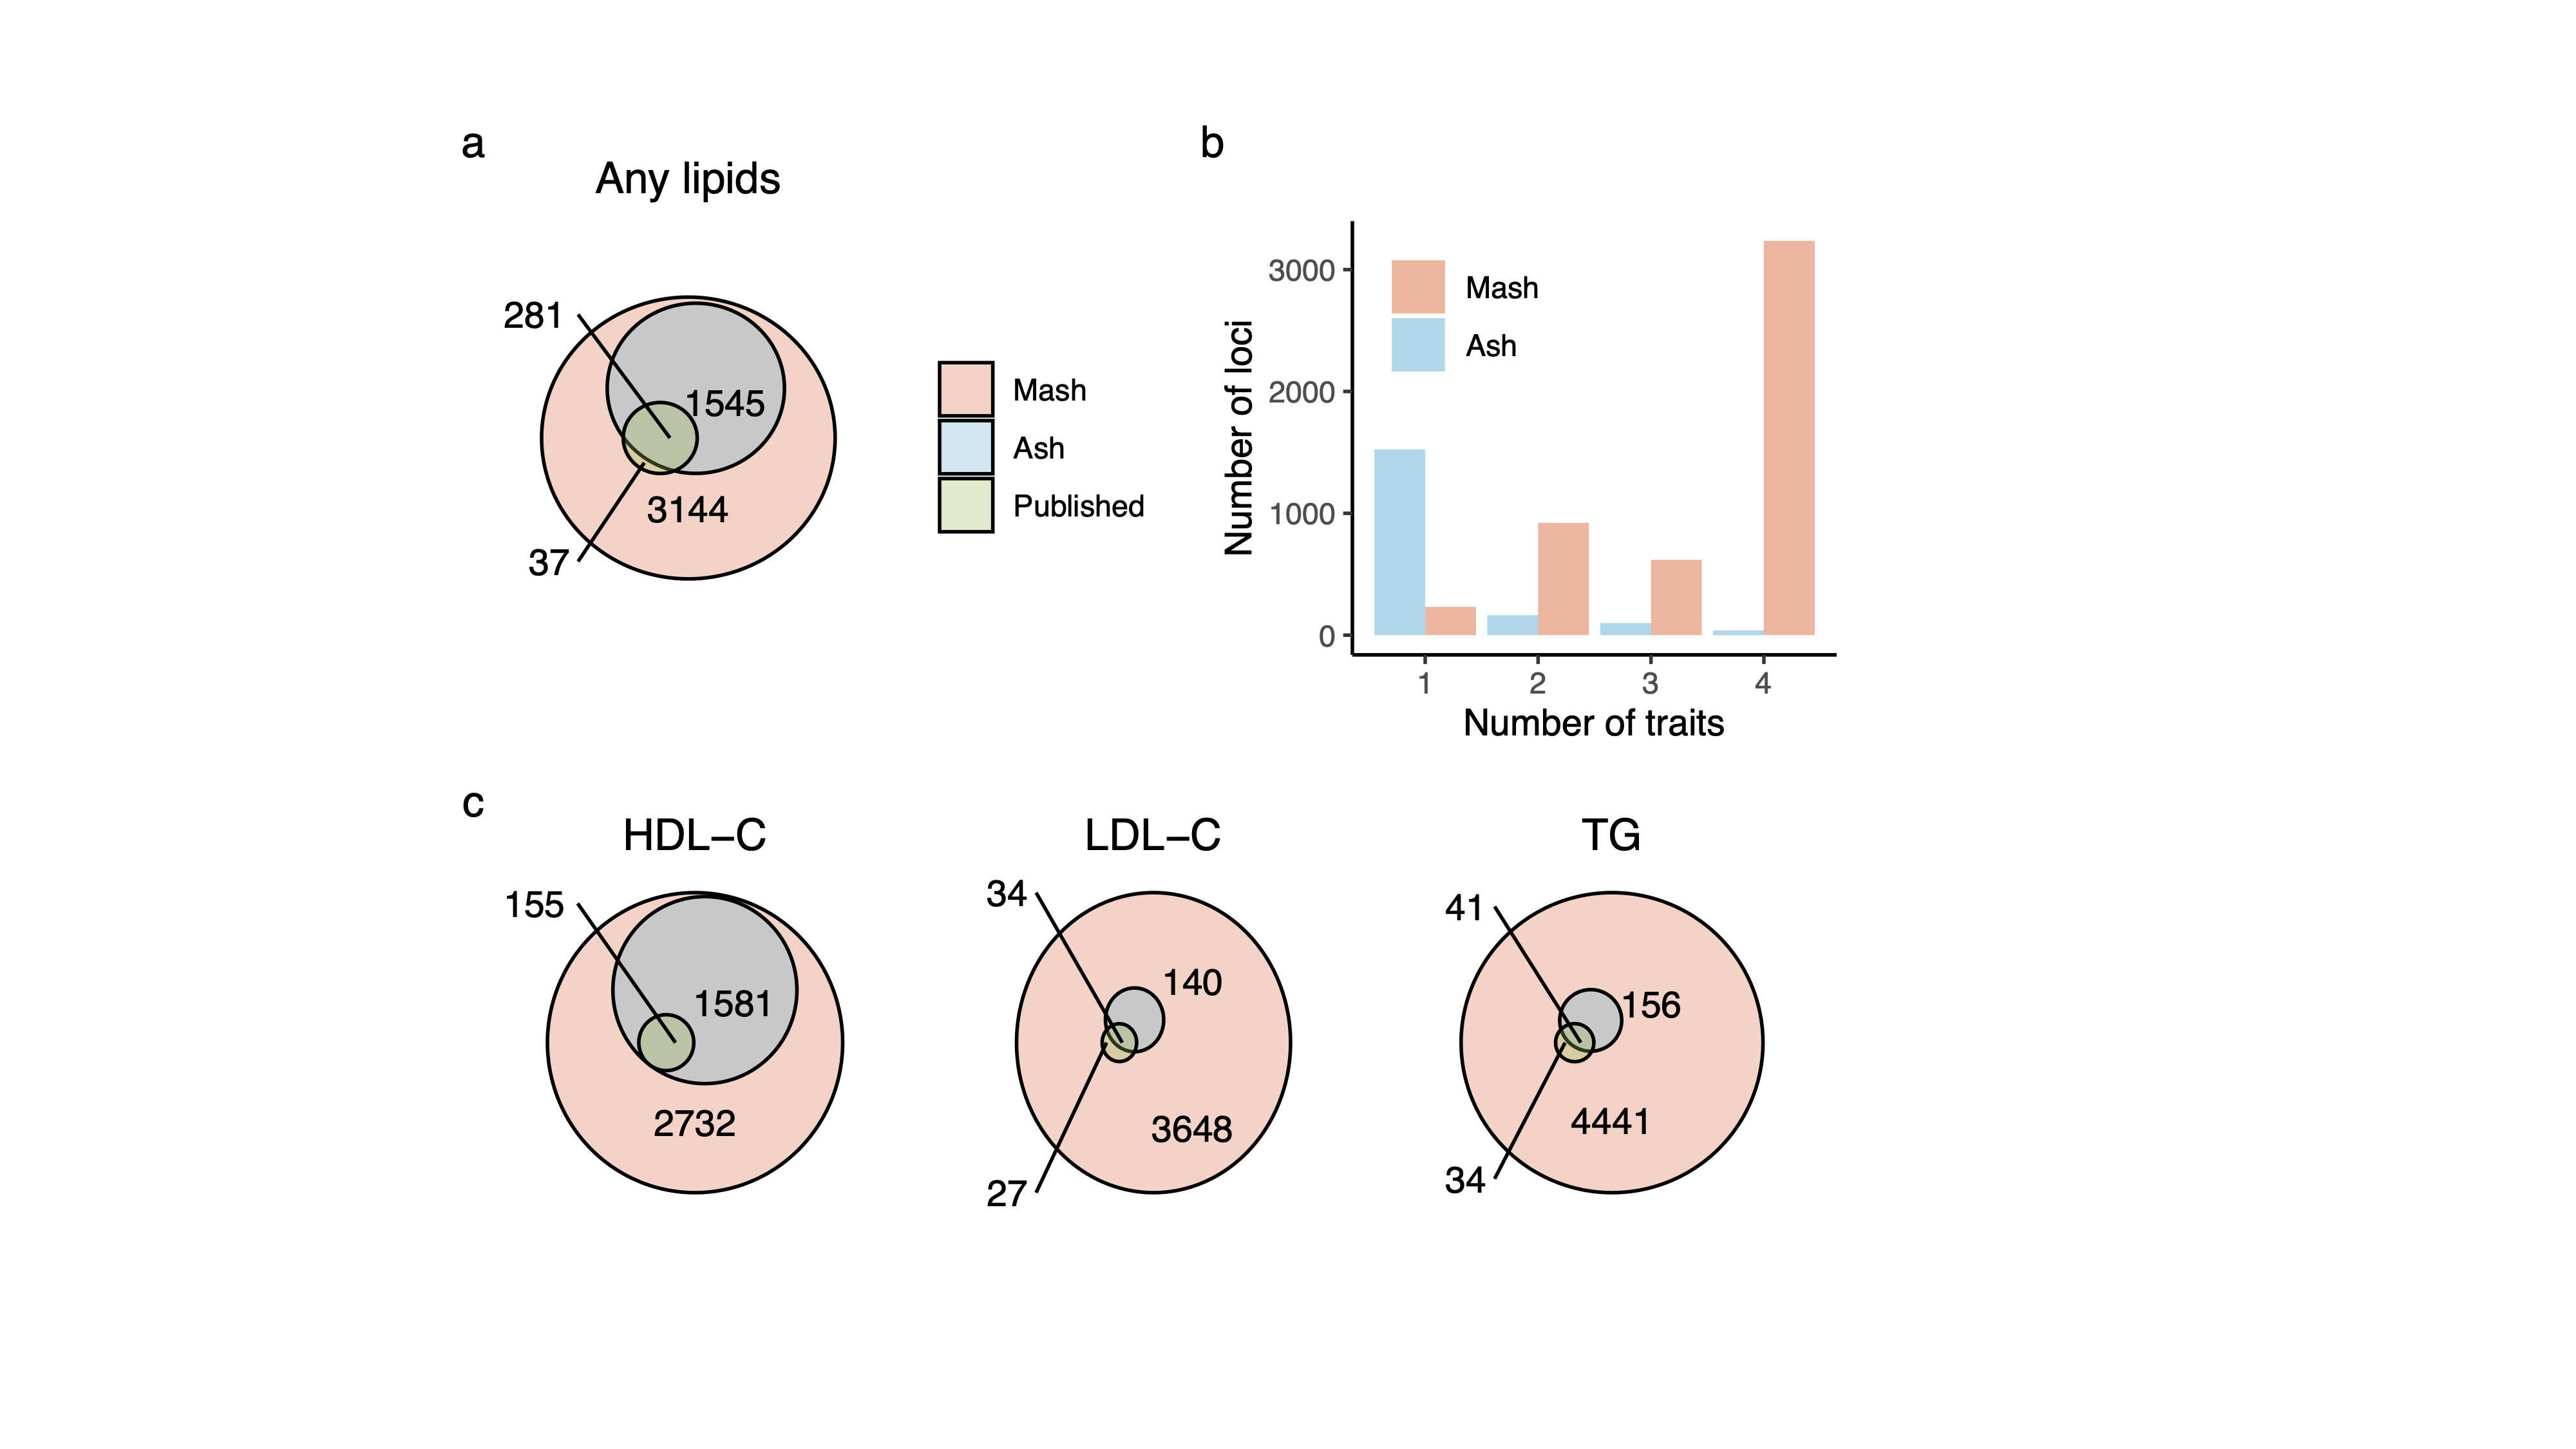 a
Any lipids
281
1545
3144
37
Mash
Ash
Published
b
Number of loci
3000
2000
1000
0
Mash
Ash
1
2
3
4
Number of traits
c
HDL–C
155
1581
2732
LDL–C
34
140
3648
27
TG
41
156
4441
34